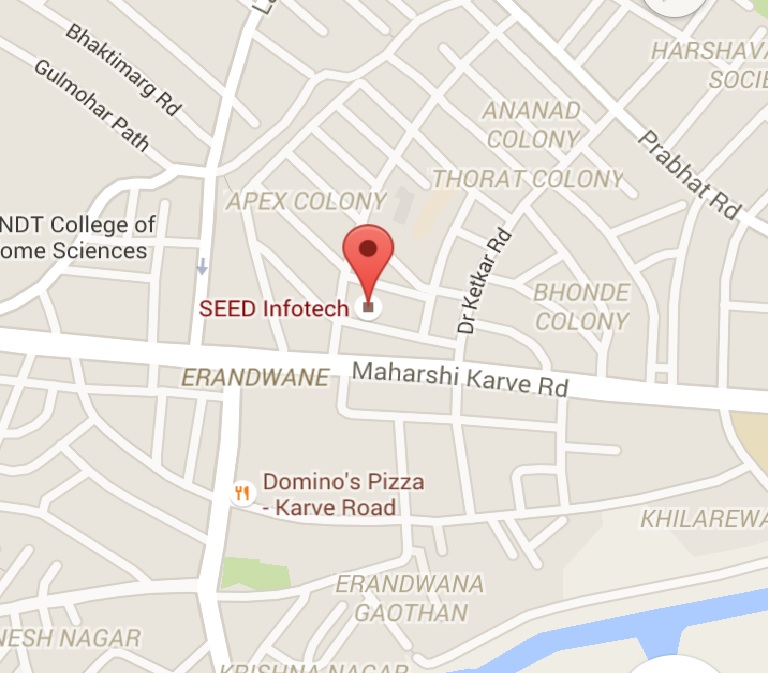 Bhaktimarg Rd
Gulmohar Path
HARSHAVA
SOCIE
ANANAD
COLONY
Prabhat Rd
THORAT COLONY
APEX COLONY
NDT College of
ome Sciences
Dr Ketkar Rd
BHONDE
COLONY
SEED Infotech
ERANDWANE
Maharshi Karve Rd
Domino's Pizza
- Karve Road
KHILAREWA
ERANDWANA
GAOTHAN
NESH NAGAR
KRISHNA NAGAR